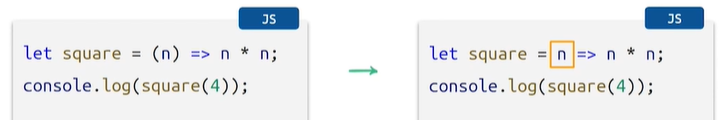 JS
let square = (n) => n * n;
console.log(square(4));
JS
let square = n => n * n;
console.log(square(4));